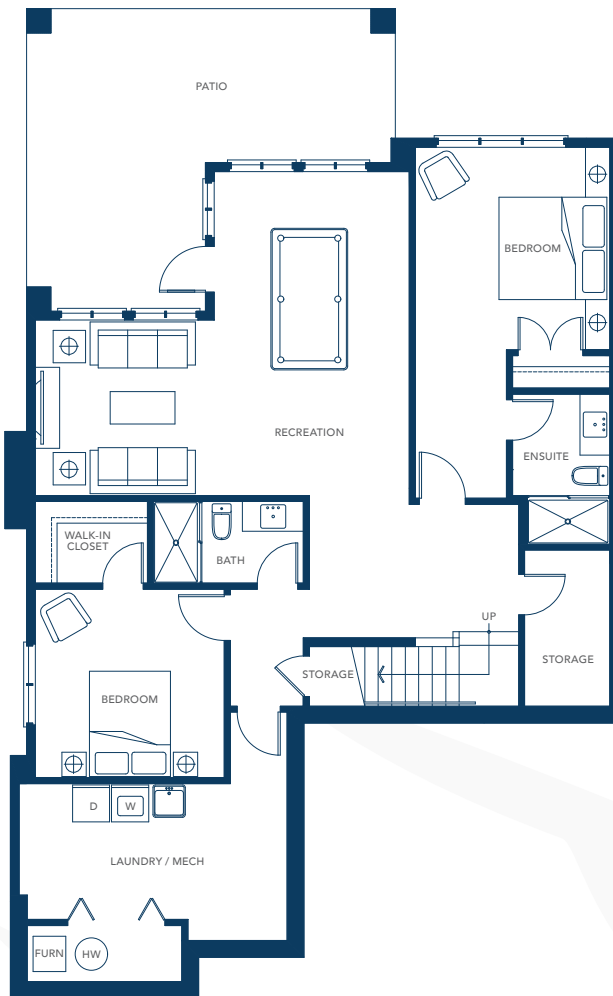 PATIO
BEDROOM
RECREATION
ENSUITE
WALK-IN
CLOSET
BATH
UP
STORAGE
STORAGE
BEDROOM
D
W
LAUNDRY / MECH
FURN
HW